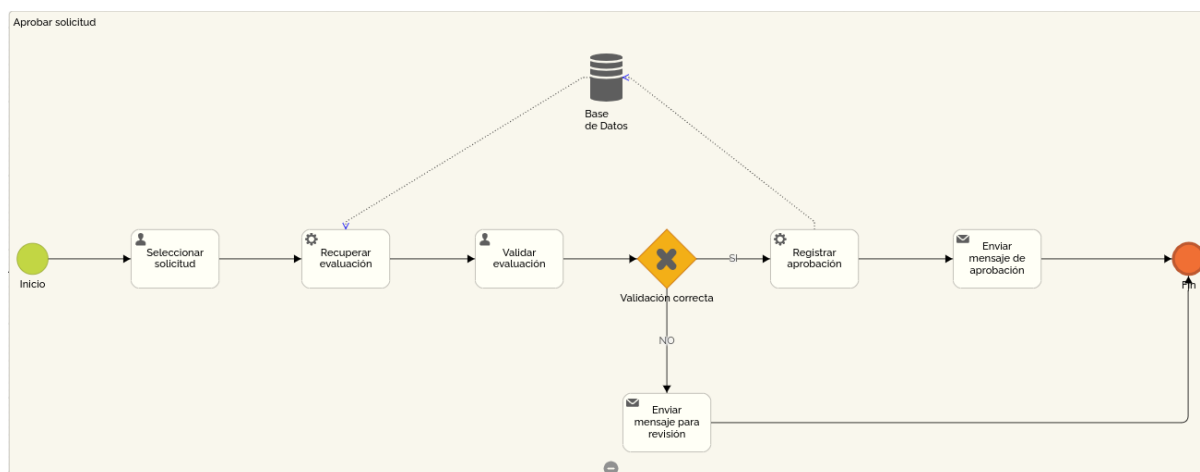 Aprobar solicitud
Base
de Datos
Seleccionar
solicitud
Recuperar
evaluación
Validar
evaluación
SI
Registrar
aprobación
Enviar
mensaje de
aprobación
Inicio
Validación correcta
Fin
NO
Enviar
mensaje para
revisión